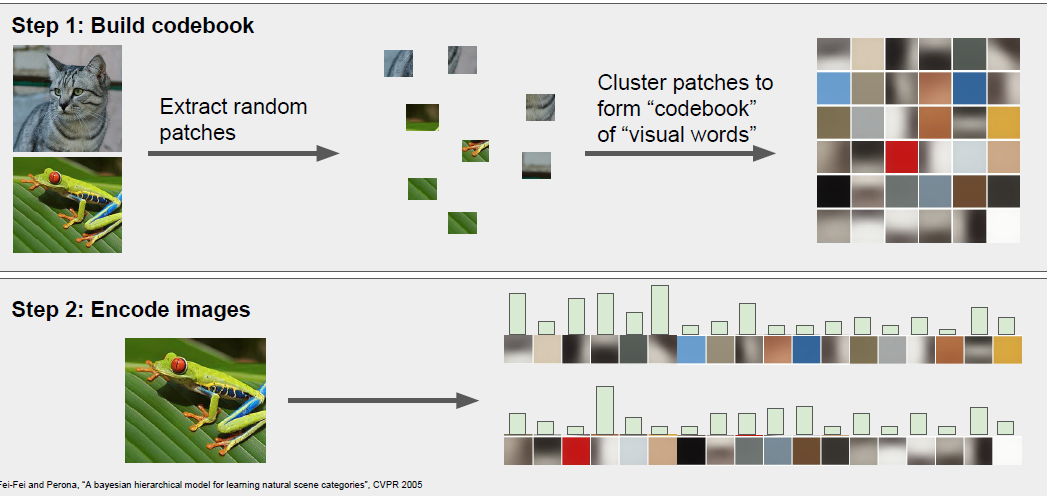 Step 1: Build codebook
Extract random
patches
Cluster patches to
form “codebook”
of “visual words”
Step 2: Encode images
Fei-Fei and Perona, “A bayesian hierarchical model for learning natural scene categories”, CVPR 2005